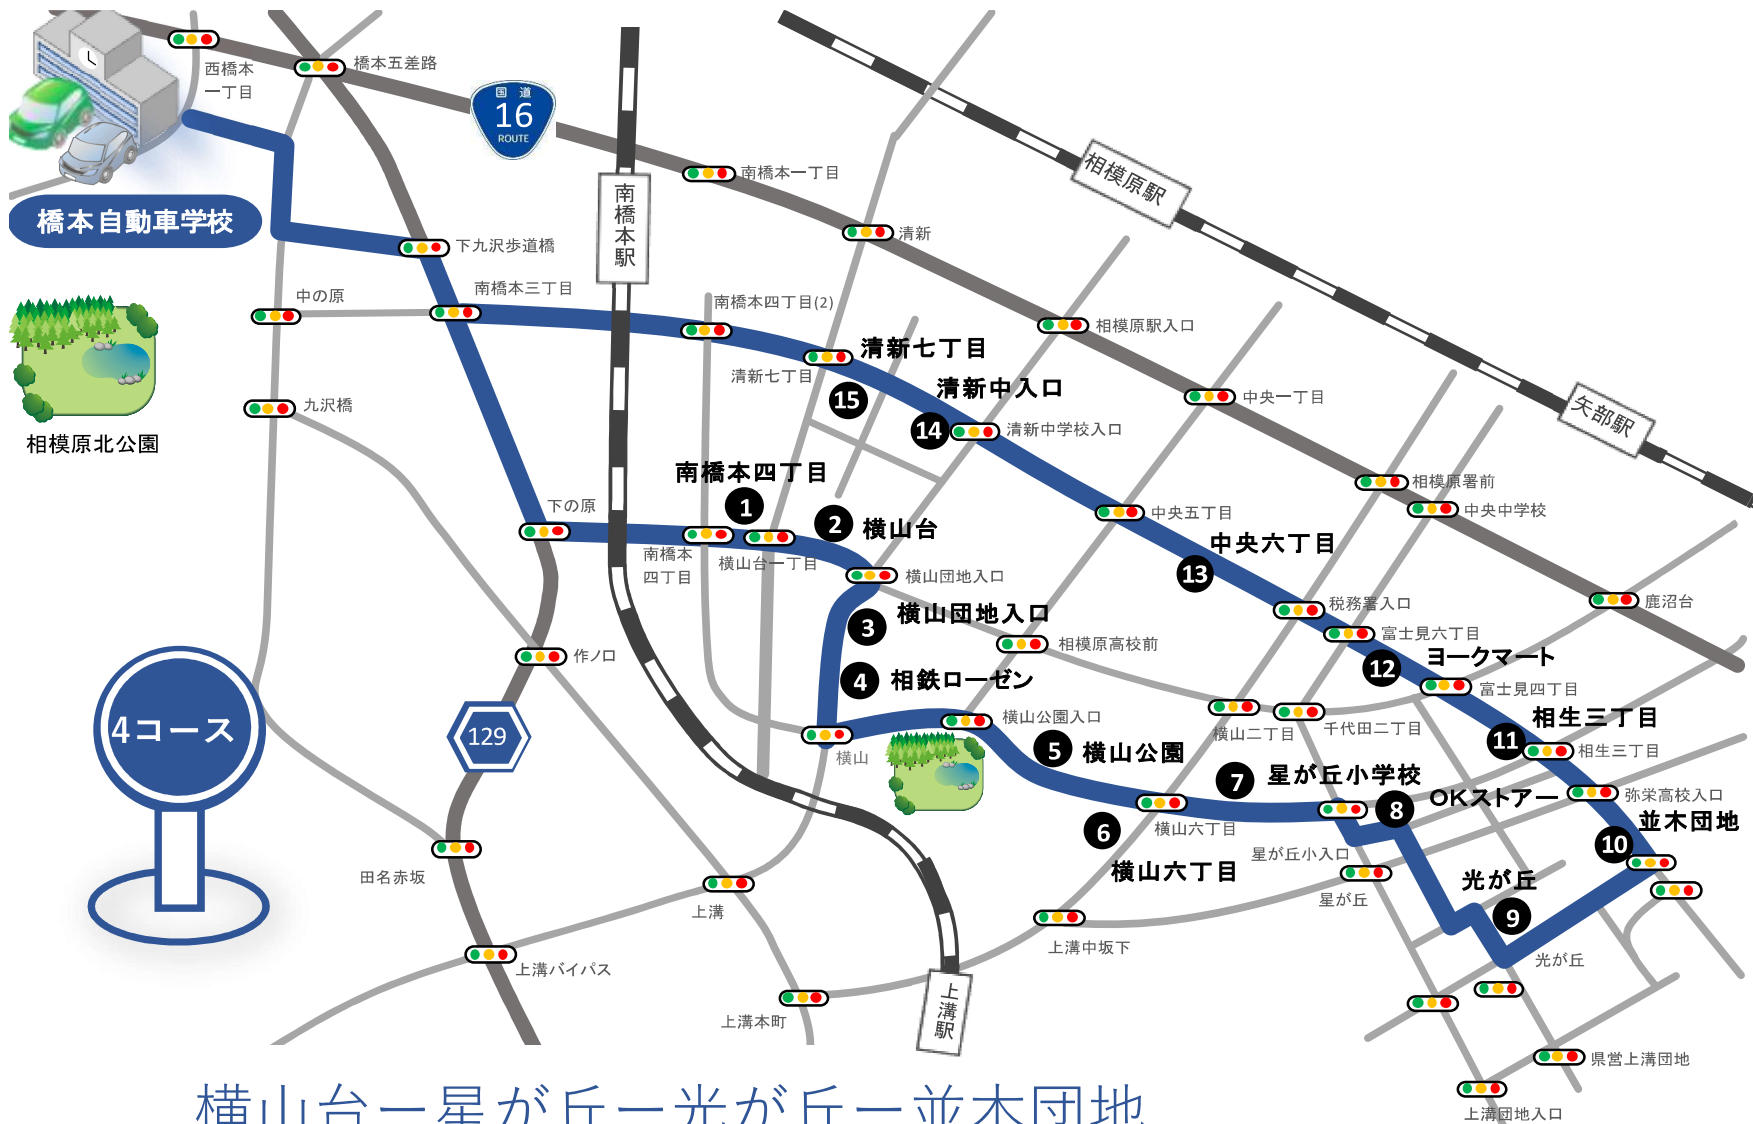 西橋本
一丁目
橋本五差路
国道
16
ROUTE
南橋本一丁目
相模原駅
橋本自動車学校
南橋本駅
清新
下九沢歩道橋
中の原
南橋本三丁目
南橋本四丁目(2)
相模原駅入口
清新七丁目
清新七丁目
15
清新中入口
14
清新中学校入口
中央一丁目
矢部駅
九沢橋
相模原北公園
南橋本四丁目
1
2
横山台
下の原
南橋本
四丁目
横山台一丁目
横山団地入口
中央五丁目
中央六丁目
13
相模原署前
中央中学校
3
横山団地入口
税務署入口
富士見六丁目
鹿沼台
作ノ口
4
相鉄ローゼン
相模原高校前
12
ヨークマート
富士見四丁目
4コース
129
横山
横山公園入口
横山二丁目
千代田二丁目
11
相生三丁目
相生三丁目
5
横山公園
7
星が丘小学校
8
OKストアー
弥栄高校入口
並木団地
10
6
横山六丁目
横山六丁目
星が丘小入口
星が丘
光が丘
9
光が丘
田名赤坂
上溝
上溝中坂下
上溝バイパス
上溝本町
上溝駅
県営上溝団地
上溝団地入口
横山台ー星が丘ー光が丘ー並木団地